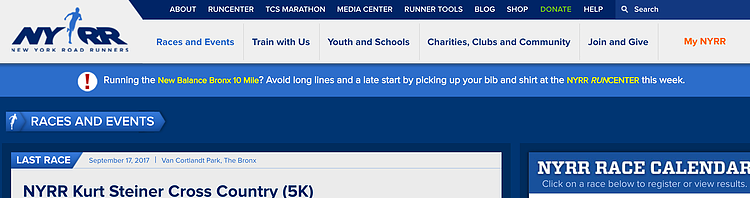 ABOUT RUNCENTER TCS MARATHON MEDIA CENTER RUNNER TOOLS BLOG SHOP DONATE HELP Search
NYRR
NEW YORK ROAD RUNNERS
Races and Events Train with Us Youth and Schools Charities, Clubs and Community Join and Give My NYRR
! Running the New Balance Bronx 10 Mile? Avoid long lines and a late start by picking up your bib and shirt at the NYRR RUNCENTER this week.
RACES AND EVENTS
LAST RACE September 17, 2017 | Van Cortlandt Park, The Bronx
NYRR Kurt Steiner Cross Country (5K)
NYRR RACE CALENDAR
Click on a race below to register or view results.